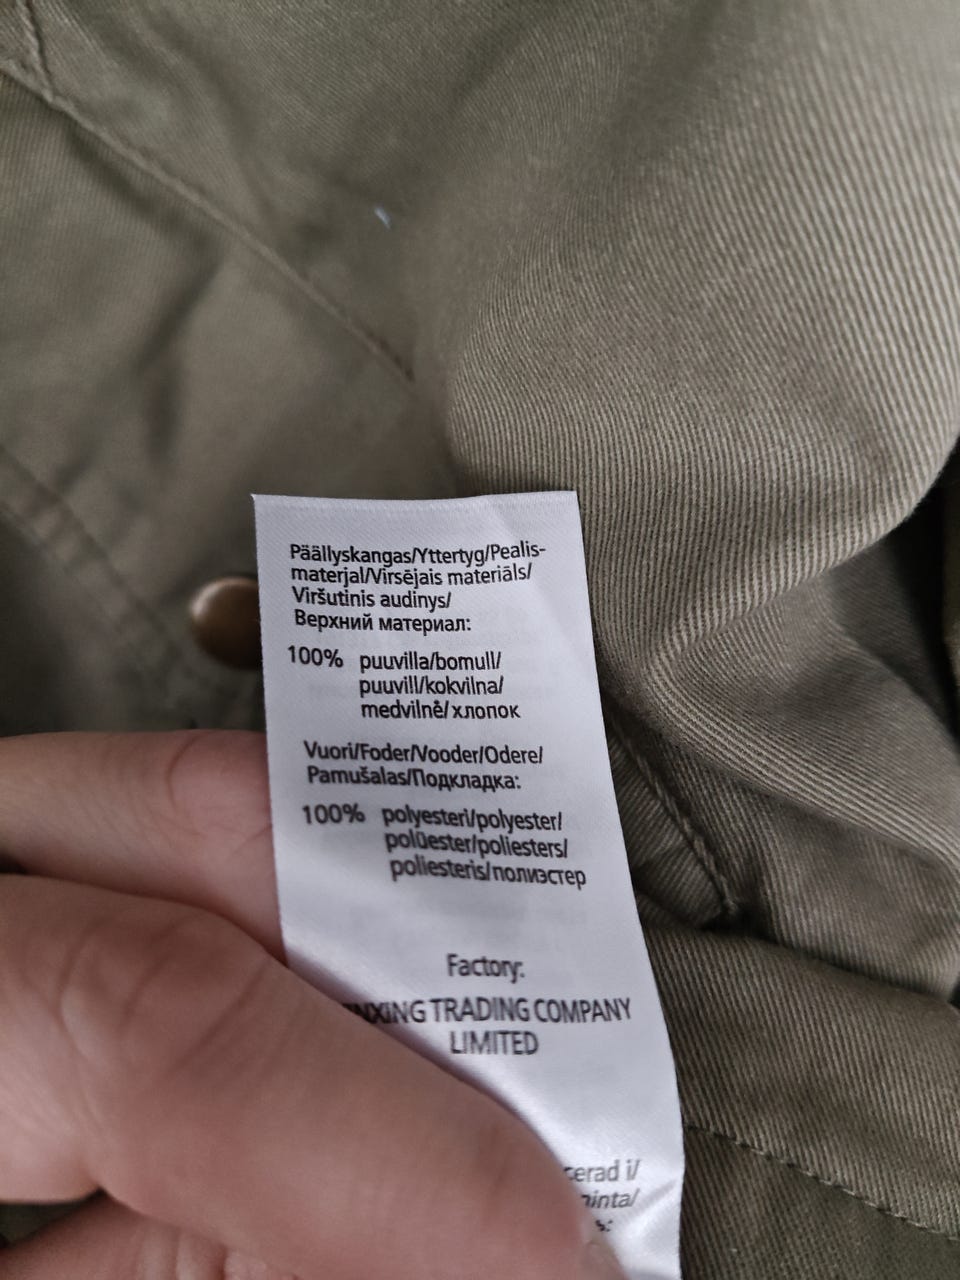 Päällyskangas/Yttertyg/Pealis-
materjal/Virsējais materiāls/
Viršutinis audinys/
Верхний материал:
100% puuvilla/bomull/
puuvill/kokvilna/
medvilnė/хлопок
Vuori/Foder/Vooder/Odere/
Pamušalas/Подкладка:
100% polyesteri/polyester/
polüester/poliesters/
poliesteris/полиэстер
Factory:
TRADING COMPANY
LIMITED
i/